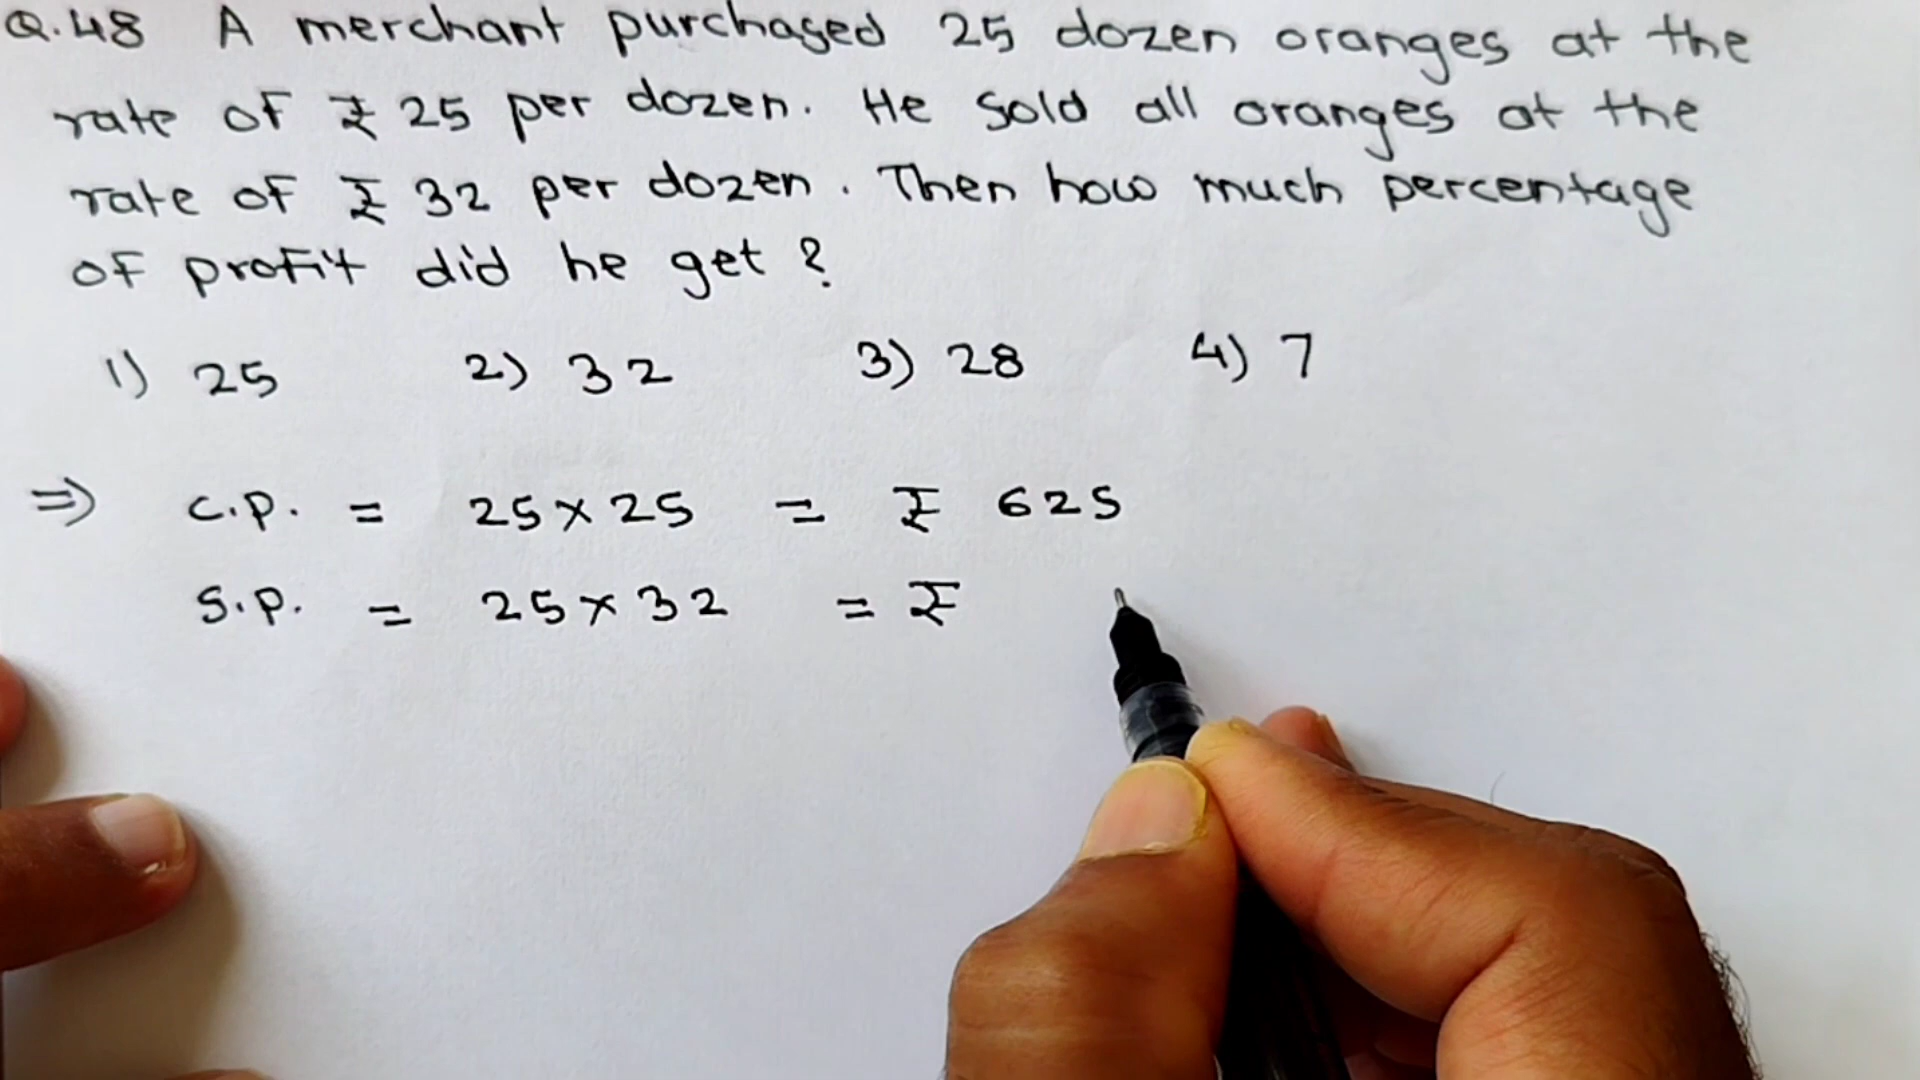 Q.48 A merchant purchased 25 dozen oranges at the
rate of ₹ 25 per dozen. He sold all oranges at the
rate of ₹ 32 per dozen. Then how much percentage
of profit did he get ?
1) 25 2) 32 3) 28 4) 7
⇒ C.P. = 25 × 25 = ₹ 625
S.P. = 25 × 32 = ₹